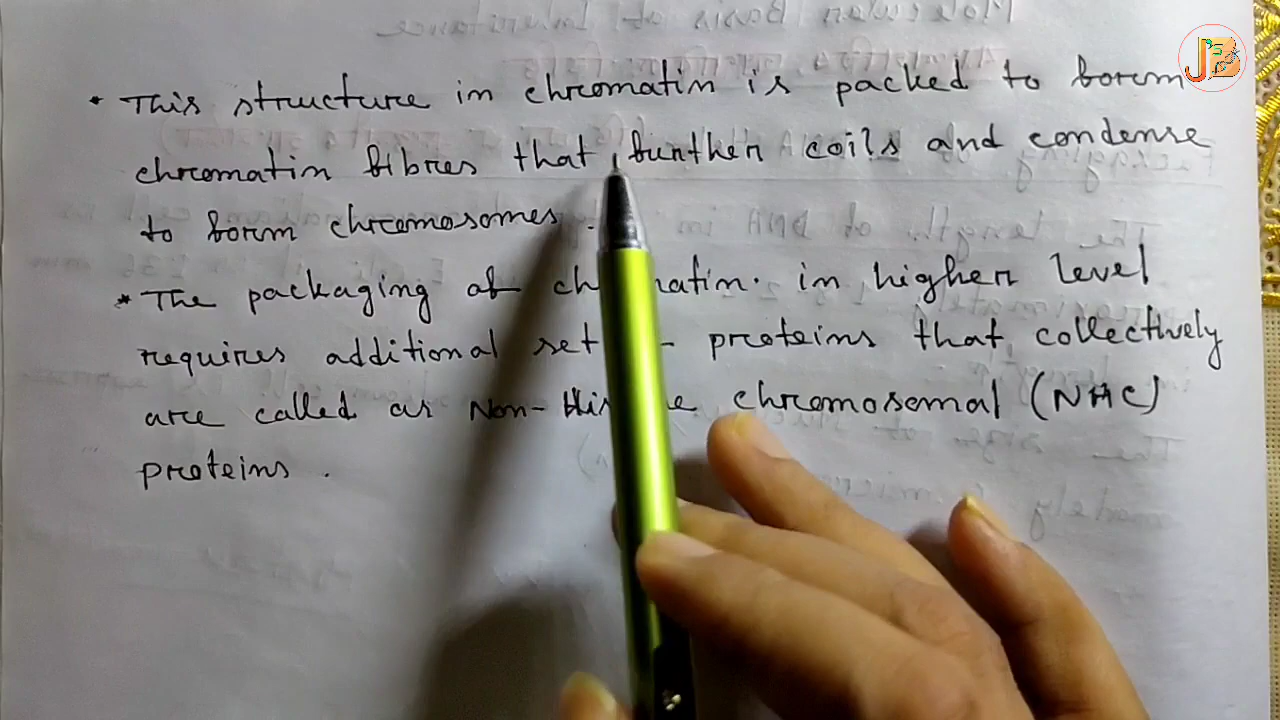 * This structure in chromatin is packed to form
chromatin fibres that further coils and condense
to form chromosomes.
* The packaging of ch matin. in higher level
requires additional set proteins that collectively
are called as Non-His e chromosomal (NHC)
proteins.